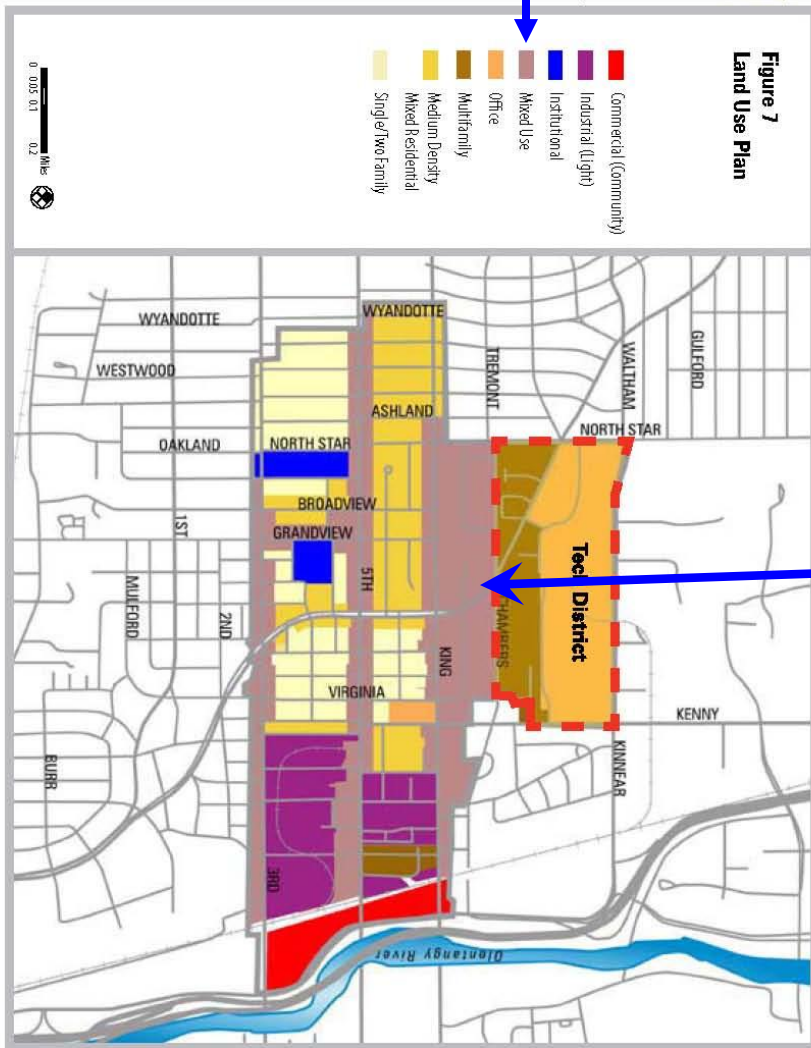 Figure 7
Land Use Plan
Commercial (Community)
Industrial (Light)
Institutional
Mixed Use
Office
Multifamily
Medium Density
Mixed Residential
Single/Two Family
0 0.05 0.1 0.2
Miles
WYANDOTTE
WYANDOTTE
WESTWOOD
TREMONT
WALTHAM
GULFORD
ASHLAND
OAKLAND
NORTH STAR
NORTH STAR
BROADVIEW
1ST
GRANDVIEW
5TH
Tech District
MULFORD
2ND
CHAMBERS
KING
VIRGINIA
KENNY
BURR
KINNEAR
3RD
Olentangy River